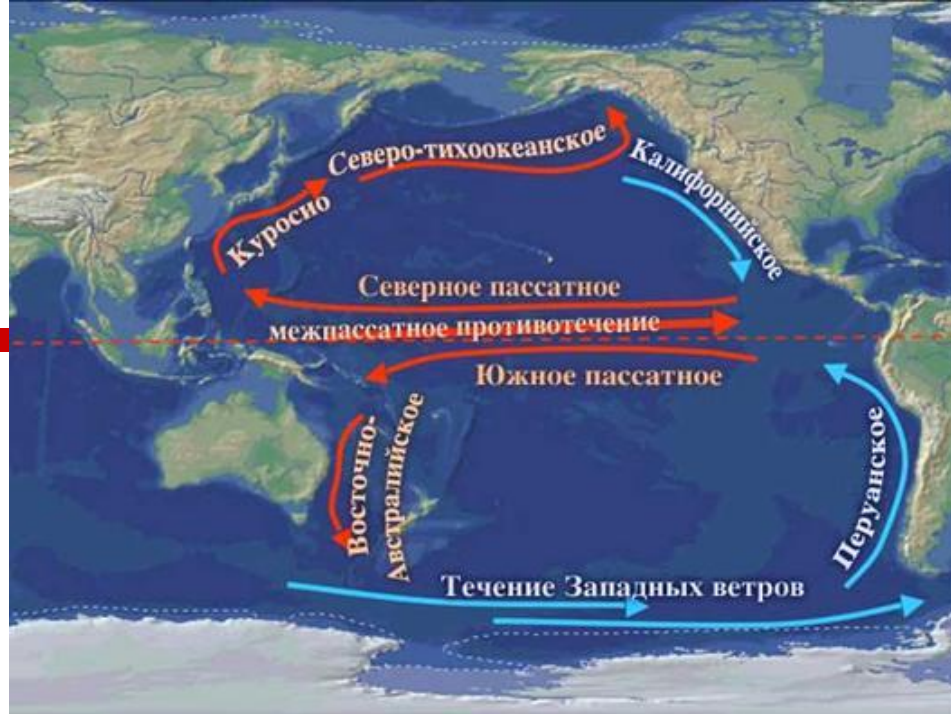 Северо-тихоокеанское
Калифорнийское
Куросио
Северное пассатное
межпассатное противотечение
Южное пассатное
Восточно-
Австралийское
Перуанское
Течение Западных ветров